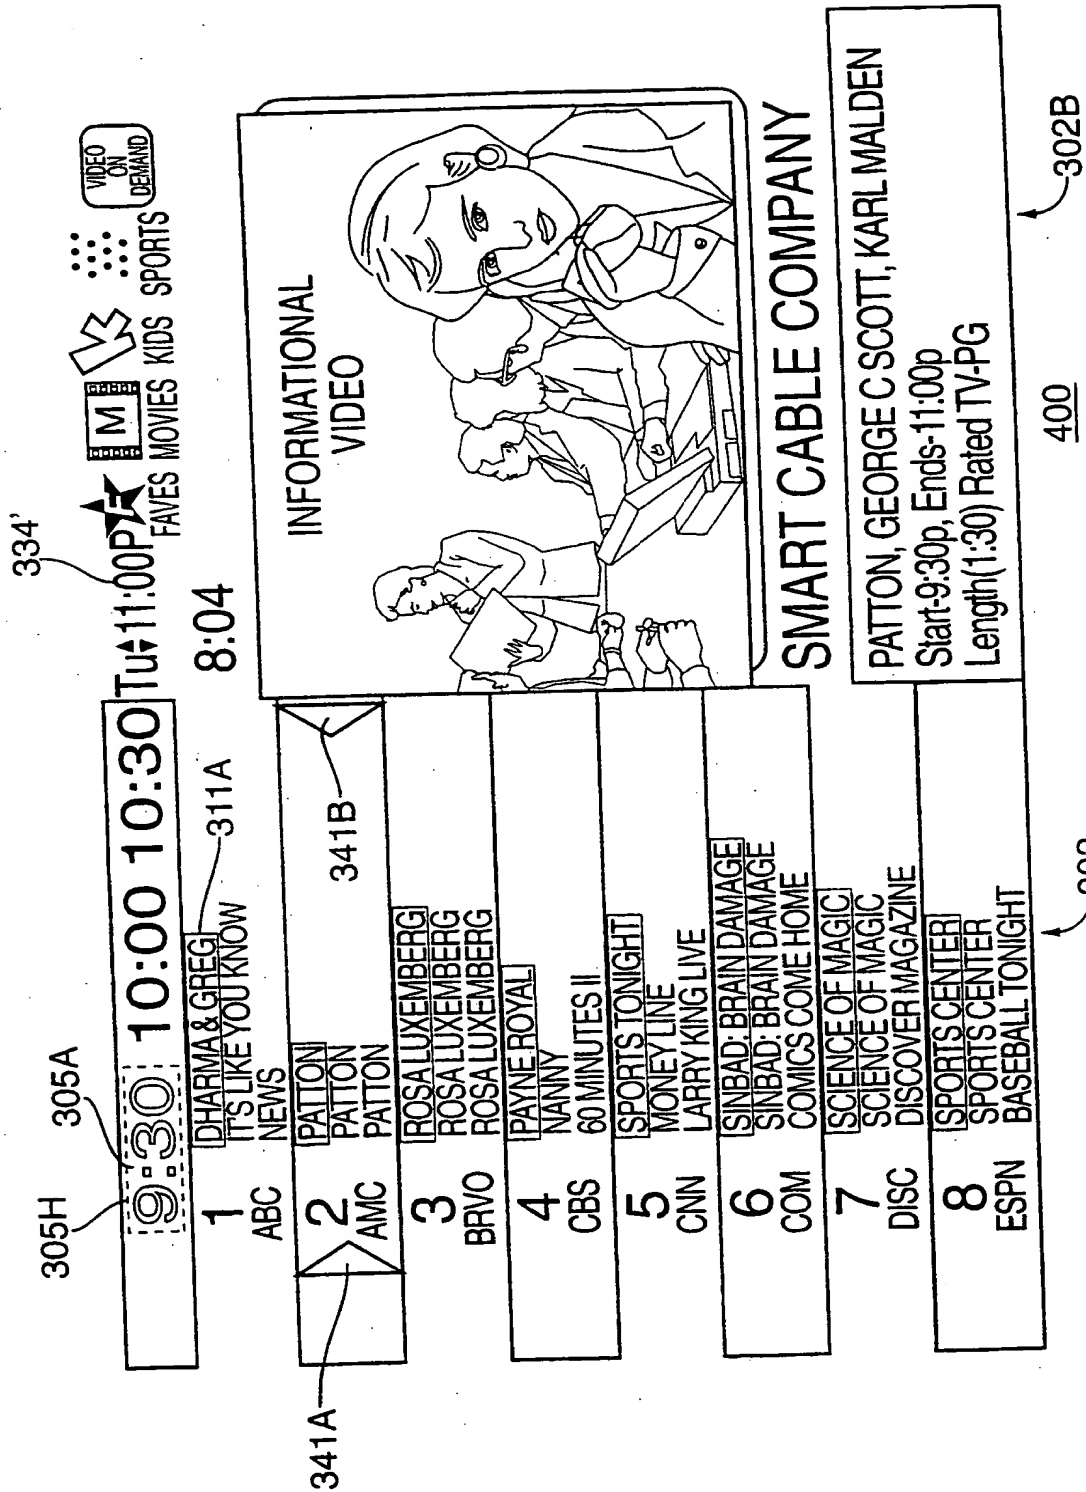 334'
305H
305A
9:30 10:00 10:30 Tu 11:00P
F
M
FAVES MOVIES KIDS SPORTS
VIDEO
ON
DEMAND
8:04
311A
1
ABC
DHARMA & GREG
IT'S LIKE YOU KNOW
NEWS
341A
341B
2
AMC
PATTON
PATTON
PATTON
3
BRVO
ROSA LUXEMBERG
ROSA LUXEMBERG
ROSA LUXEMBERG
4
CBS
PAYNE ROYAL
NANNY
60 MINUTES II
5
CNN
SPORTS TONIGHT
MONEY LINE
LARRY KING LIVE
6
COM
SINBAD: BRAIN DAMAGE
SINBAD: BRAIN DAMAGE
COMICS COME HOME
7
DISC
SCIENCE OF MAGIC
SCIENCE OF MAGIC
DISCOVER MAGAZINE
8
ESPN
SPORTS CENTER
SPORTS CENTER
BASEBALL TONIGHT
INFORMATIONAL
VIDEO
SMART CABLE COMPANY
PATTON, GEORGE C SCOTT, KARL MALDEN
Start-9:30p, Ends-11:00p
Length(1:30) Rated TV-PG
302B
400